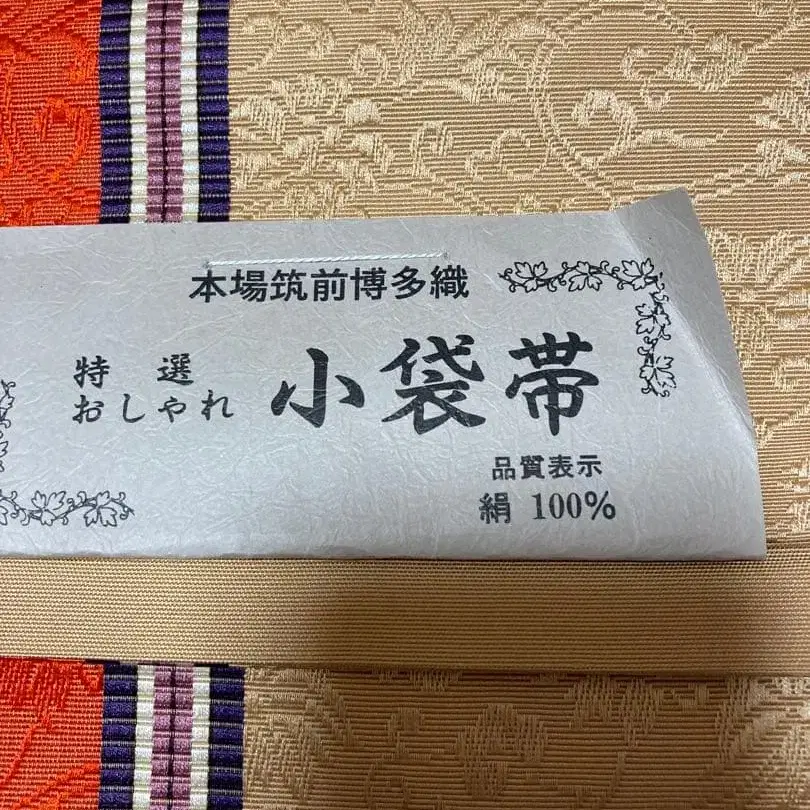 本場筑前博多織
特選
おしゃれ 小袋帯
品質表示
絹 100%